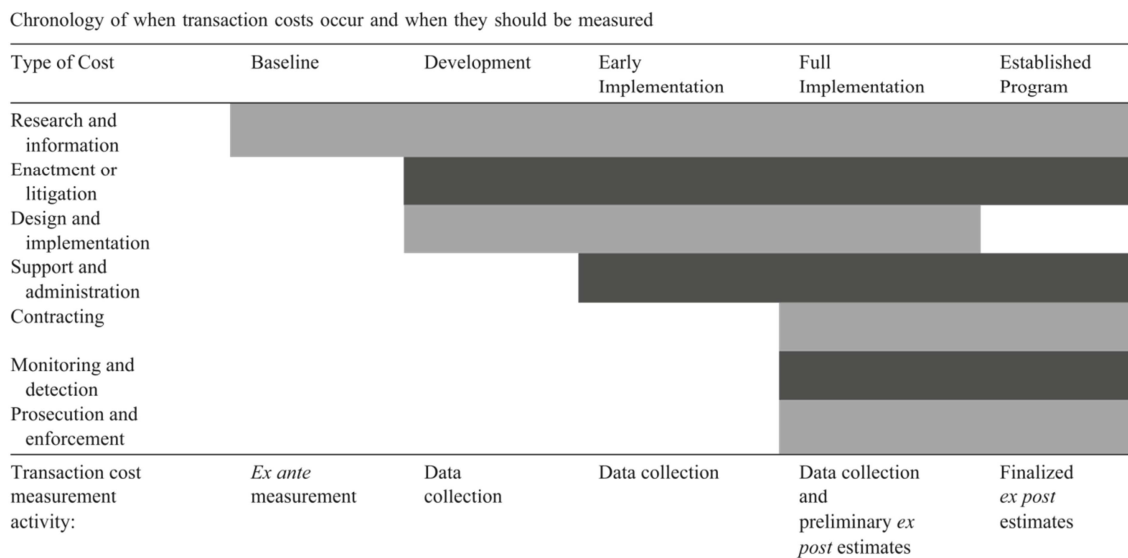 Chronology of when transaction costs occur and when they should be measured
Type of Cost Baseline Development Early Implementation Full Implementation Established Program
Research and
information
Enactment or
litigation
Design and
implementation
Support and
administration
Contracting
Monitoring and
detection
Prosecution and
enforcement
Transaction cost measurement activity:
Ex ante measurement
Data collection
Data collection
Data collection and preliminary ex post estimates
Finalized ex post estimates